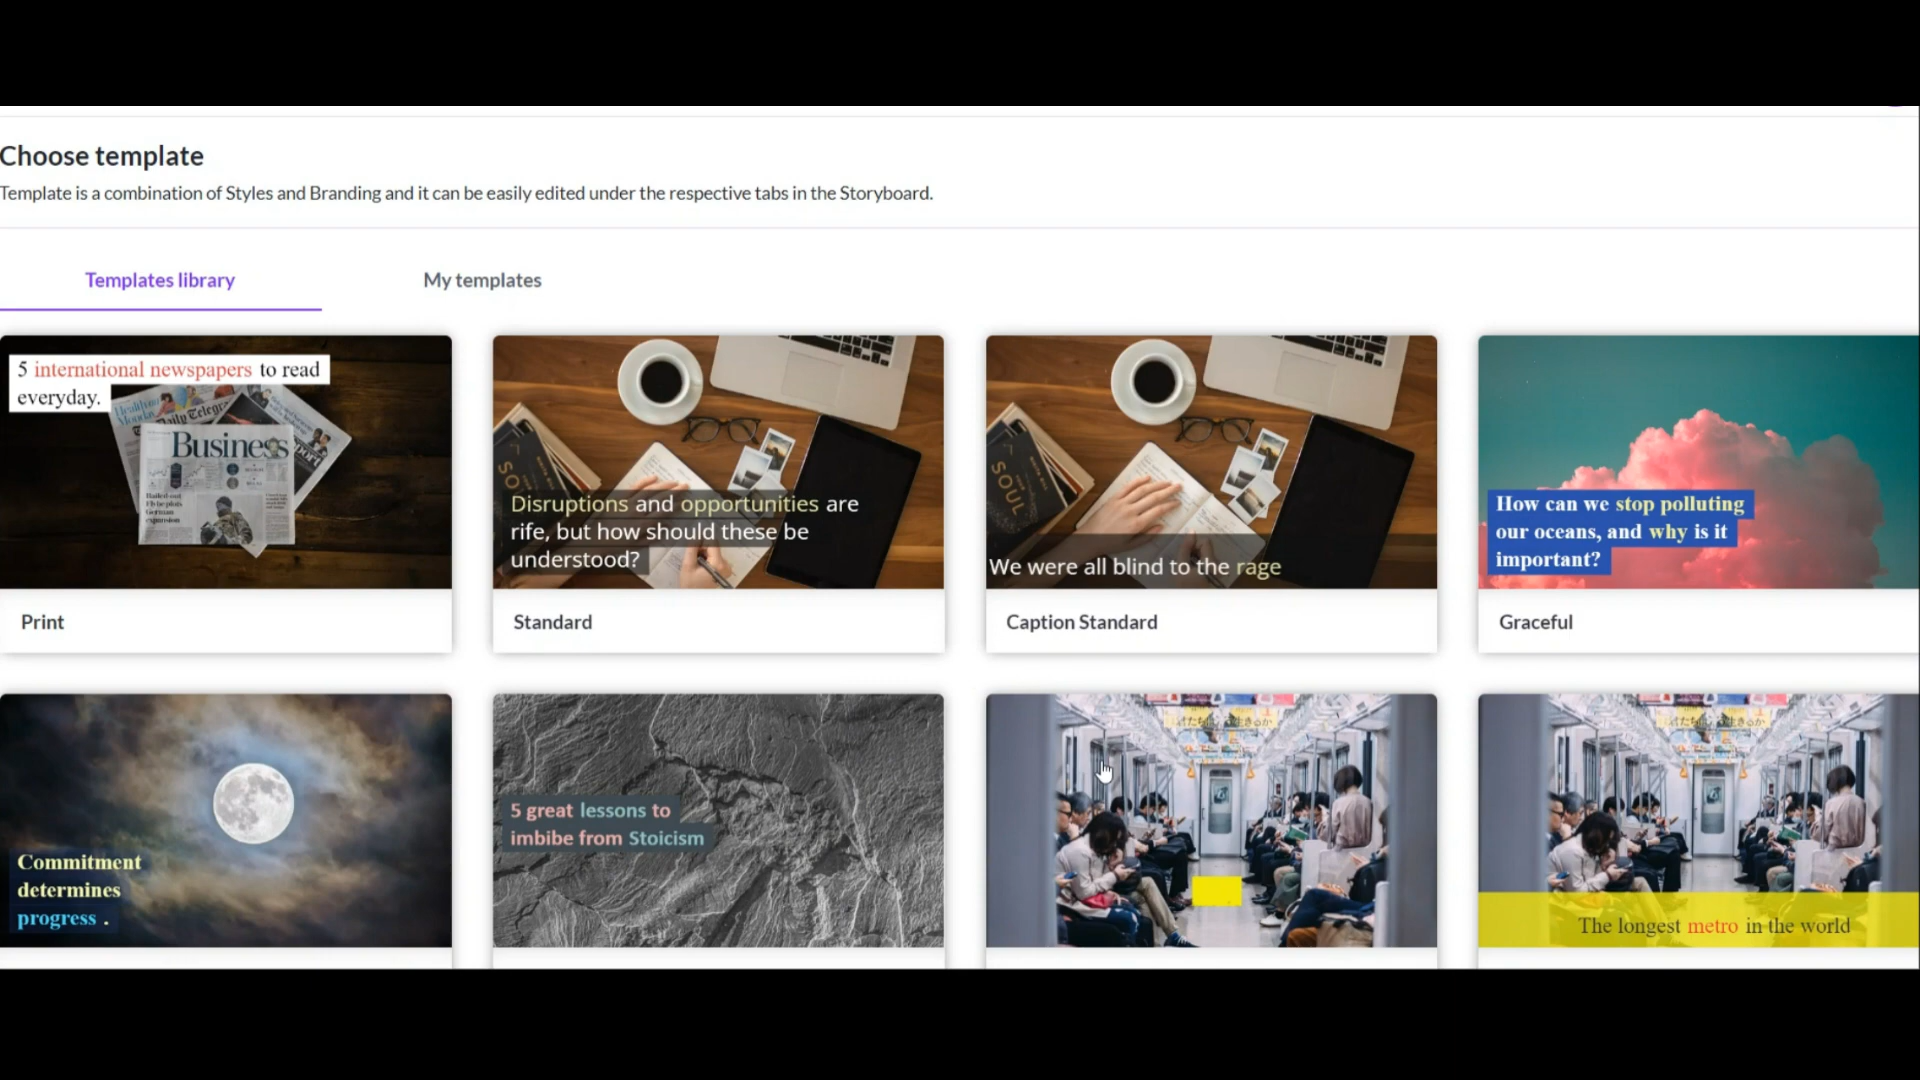 Choose template
Template is a combination of Styles and Branding and it can be easily edited under the respective tabs in the Storyboard.
Templates library
My templates
5 international newspapers to read
everyday.
Daily Telegr
Business
port
Disruptions and opportunities are
rife, but how should these be
understood?
SOUL
We were all blind to the rage
How can we stop polluting
our oceans, and why is it
important?
Print
Standard
Caption Standard
Graceful
Commitment
determines
progress .
5 great lessons to
imbibe from Stoicism
The longest metro in the world